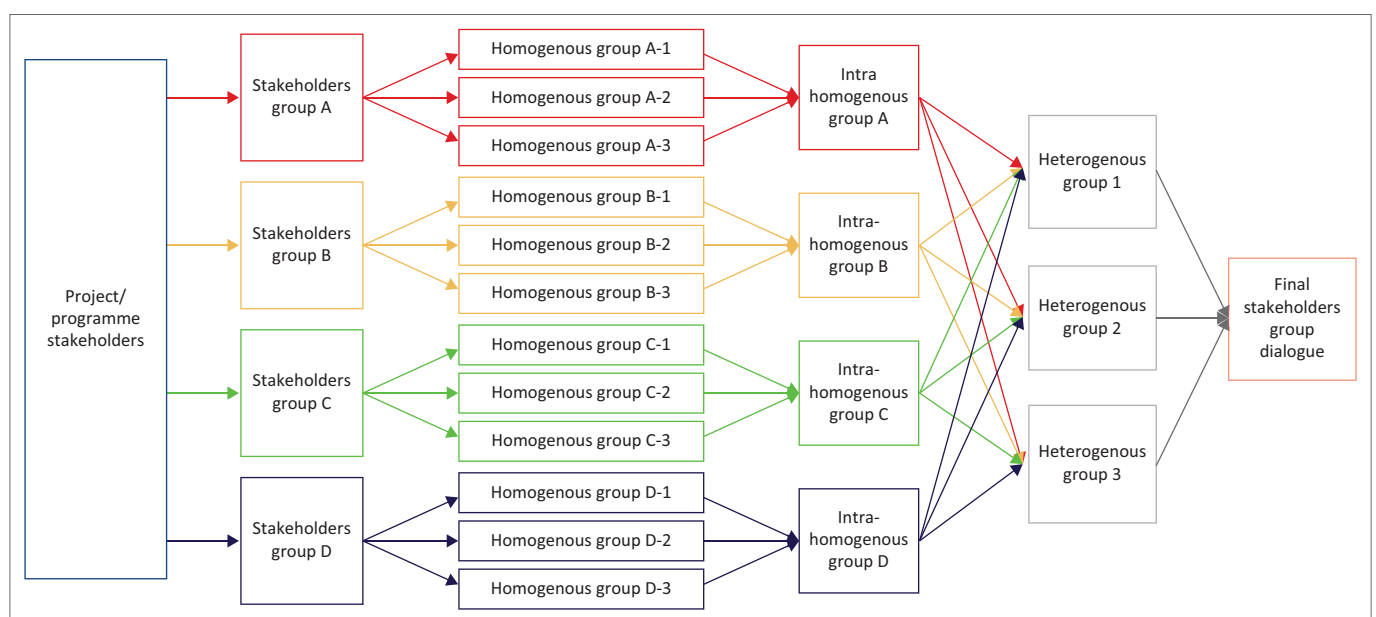 Project/
programme
stakeholders
Stakeholders
group A
Homogenous group A-1
Homogenous group A-2
Homogenous group A-3
Intra
homogenous
group A
Stakeholders
group B
Homogenous group B-1
Homogenous group B-2
Homogenous group B-3
Intra-
homogenous
group B
Stakeholders
group C
Homogenous group C-1
Homogenous group C-2
Homogenous group C-3
Intra-
homogenous
group C
Stakeholders
group D
Homogenous group D-1
Homogenous group D-2
Homogenous group D-3
Intra-
homogenous
group D
Heterogenous
group 1
Heterogenous
group 2
Heterogenous
group 3
Final
stakeholders
group
dialogue